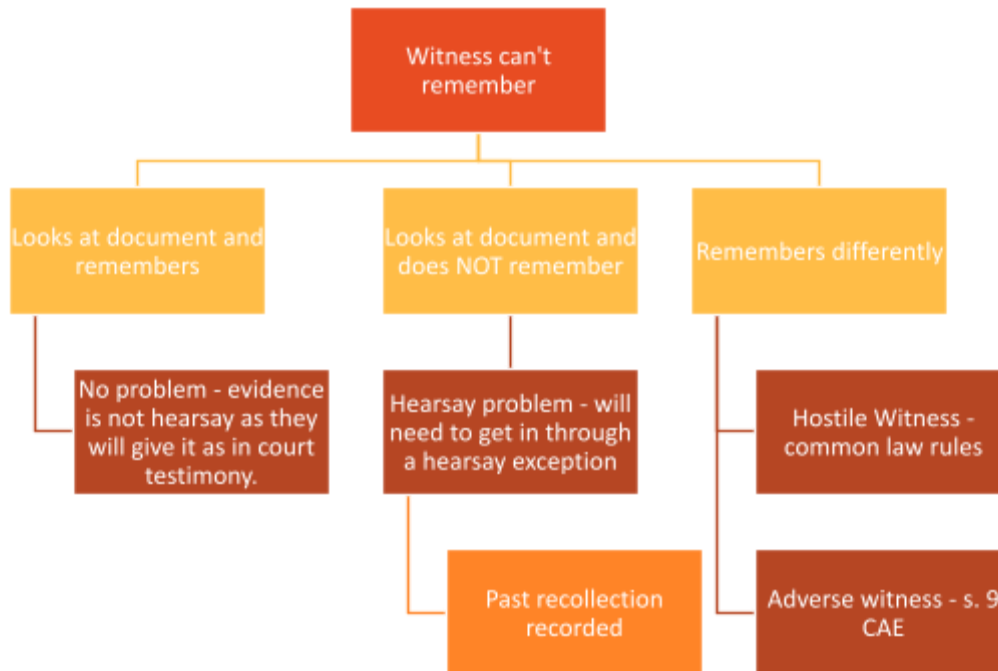 Witness can't
remember
Looks at document and
remembers
Looks at document and
does NOT remember
Remembers differently
No problem - evidence
is not hearsay as they
will give it as in court
testimony.
Hearsay problem - will
need to get in through
a hearsay exception
Hostile Witness -
common law rules
Past recollection
recorded
Adverse witness - s. 9
CAE